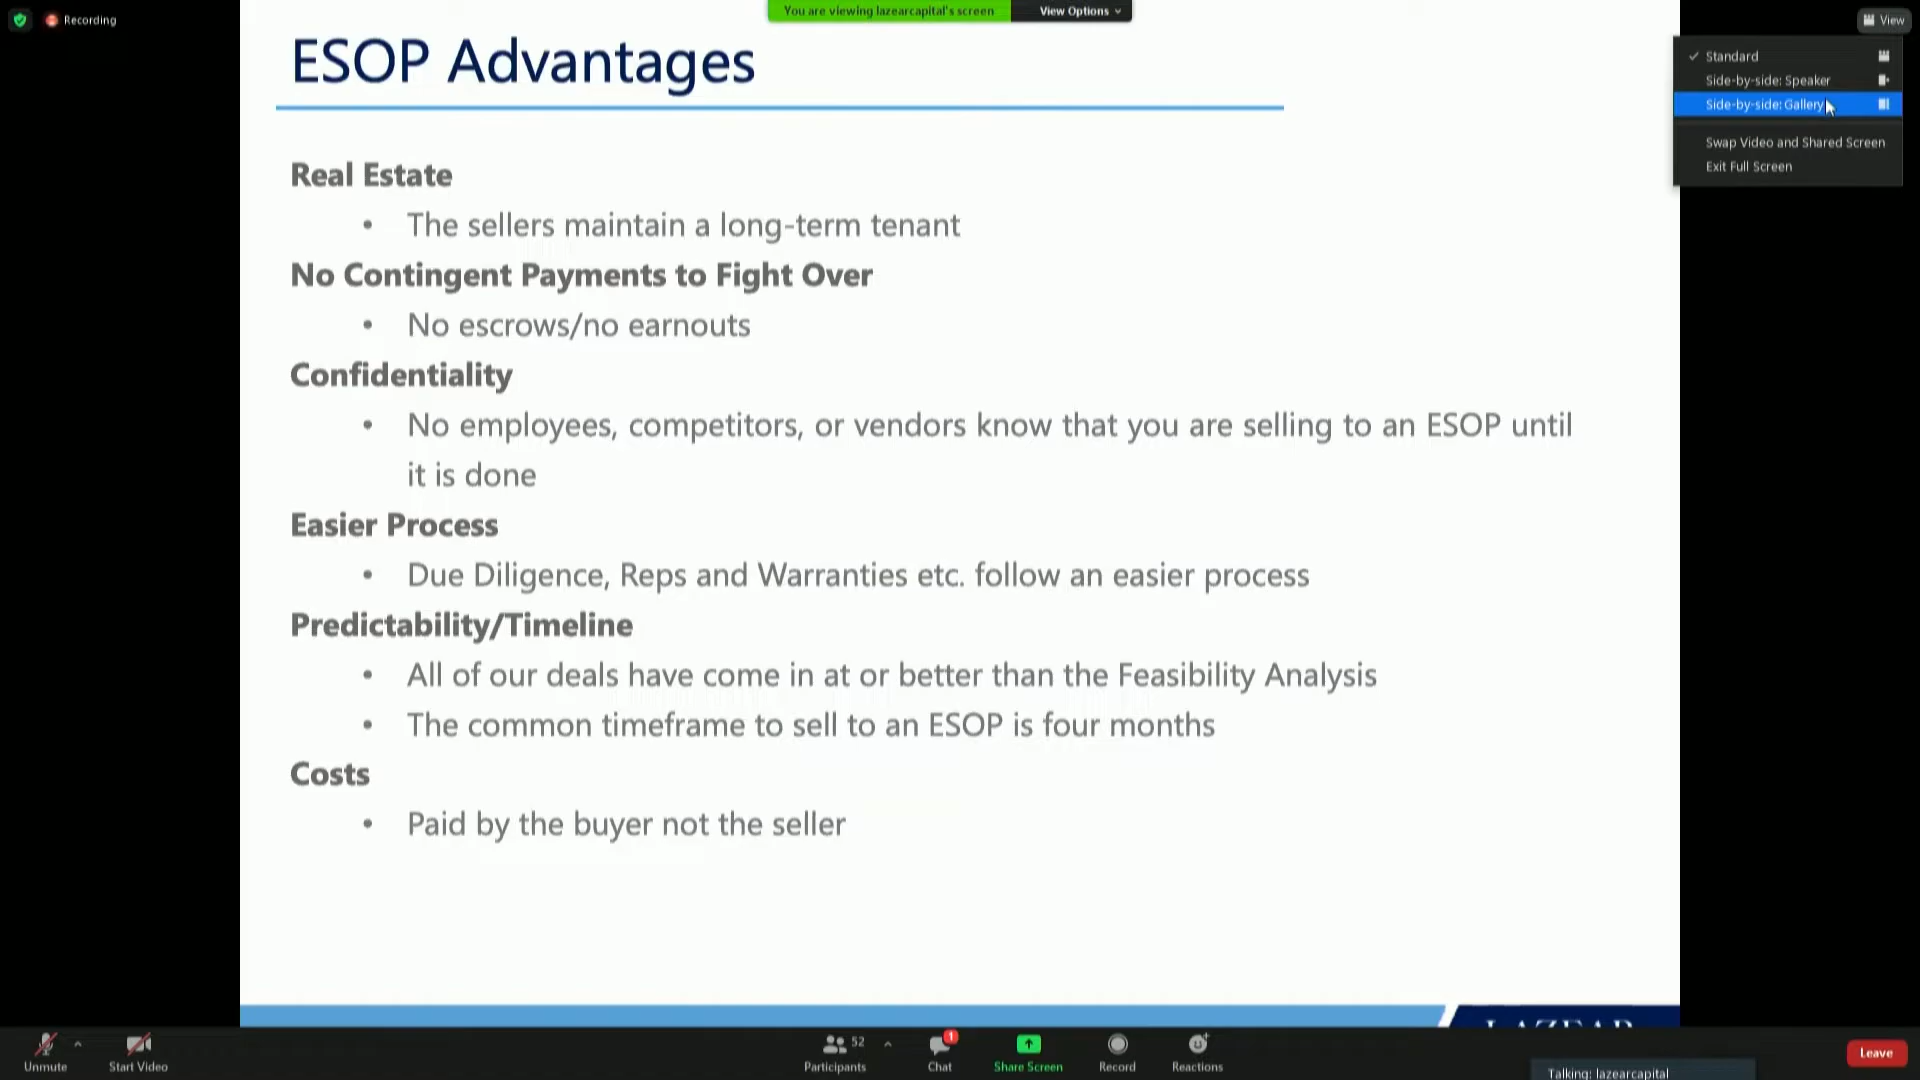 Recording
You are viewing lazearcapital's screen
View Options
View
ESOP Advantages
Standard
Side-by-side: Speaker
Side-by-side: Gallery
Swap Video and Shared Screen
Exit Full Screen
Real Estate
• The sellers maintain a long-term tenant
No Contingent Payments to Fight Over
• No escrows/no earnouts
Confidentiality
• No employees, competitors, or vendors know that you are selling to an ESOP until
it is done
Easier Process
• Due Diligence, Reps and Warranties etc. follow an easier process
Predictability/Timeline
• All of our deals have come in at or better than the Feasibility Analysis
• The common timeframe to sell to an ESOP is four months
Costs
• Paid by the buyer not the seller
LAZEAR
Unmute
Start Video
52
Participants
1
Chat
Share Screen
Record
Reactions
Leave
Talking: lazearcapital